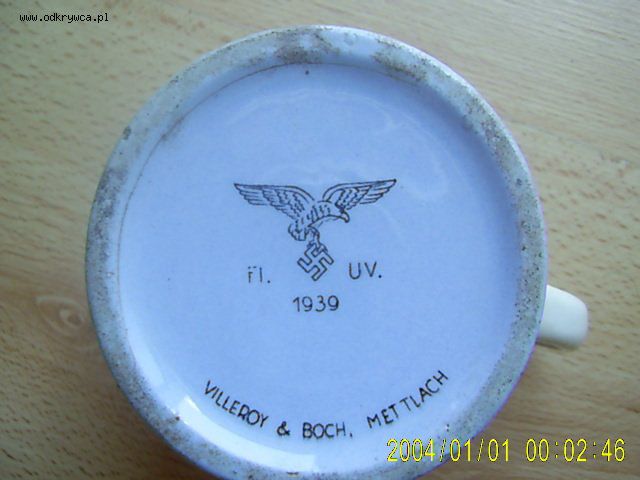 www.odkrywca.pl
Fl. UV.
1939
VILLEROY & BOCH, METTLACH
2004/01/01 00:02:46